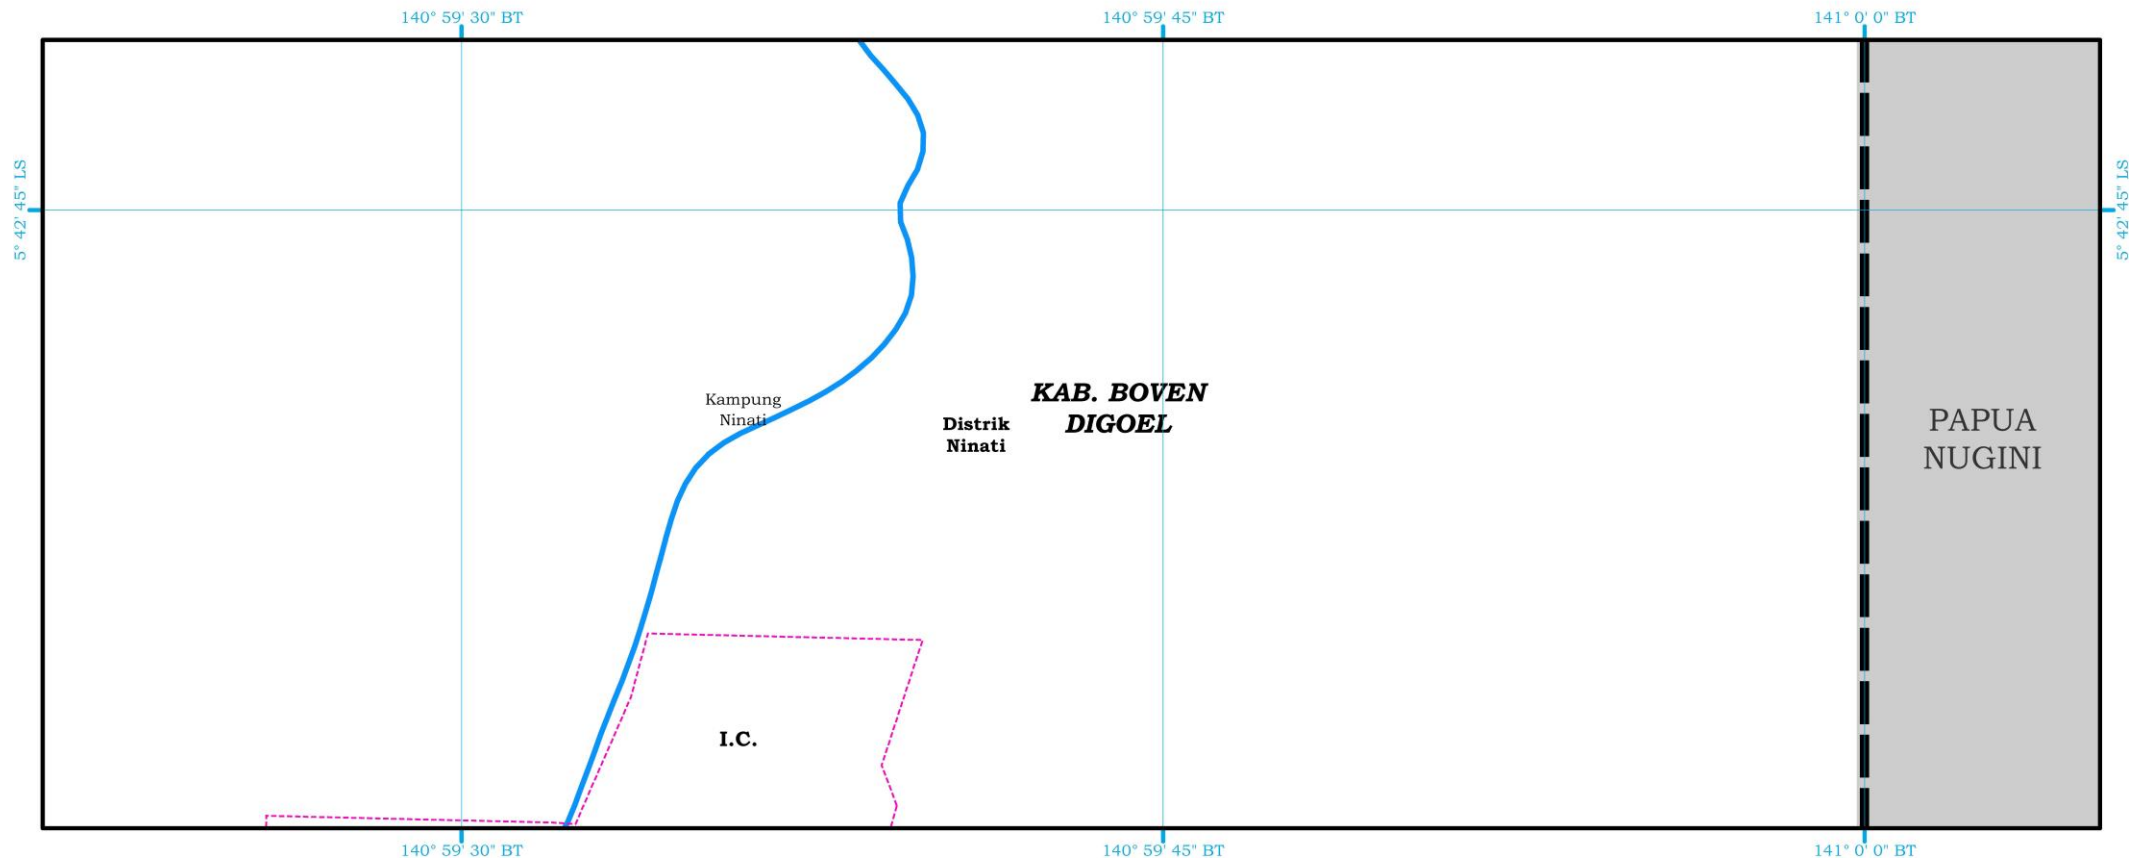 140° 59' 30" BT
140° 59' 45" BT
141° 0' 0" BT
5° 42' 45" LS
5° 42' 45" LS
KAB. BOVEN
DIGOEL
Kampung
Ninati
Distrik
Ninati
PAPUA
NUGINI
I.C.
140° 59' 30" BT
140° 59' 45" BT
141° 0' 0" BT